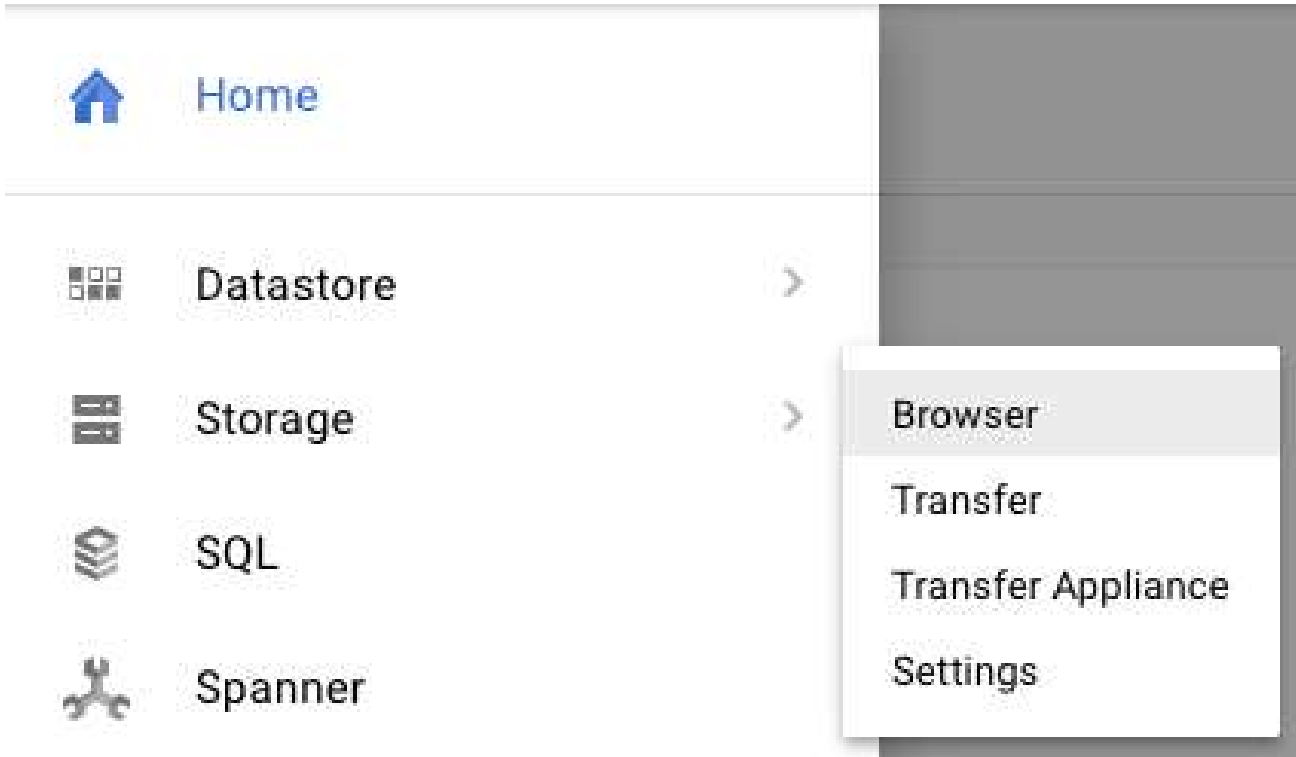 Home
Datastore
Storage
SQL
Spanner
Browser
Transfer
Transfer Appliance
Settings